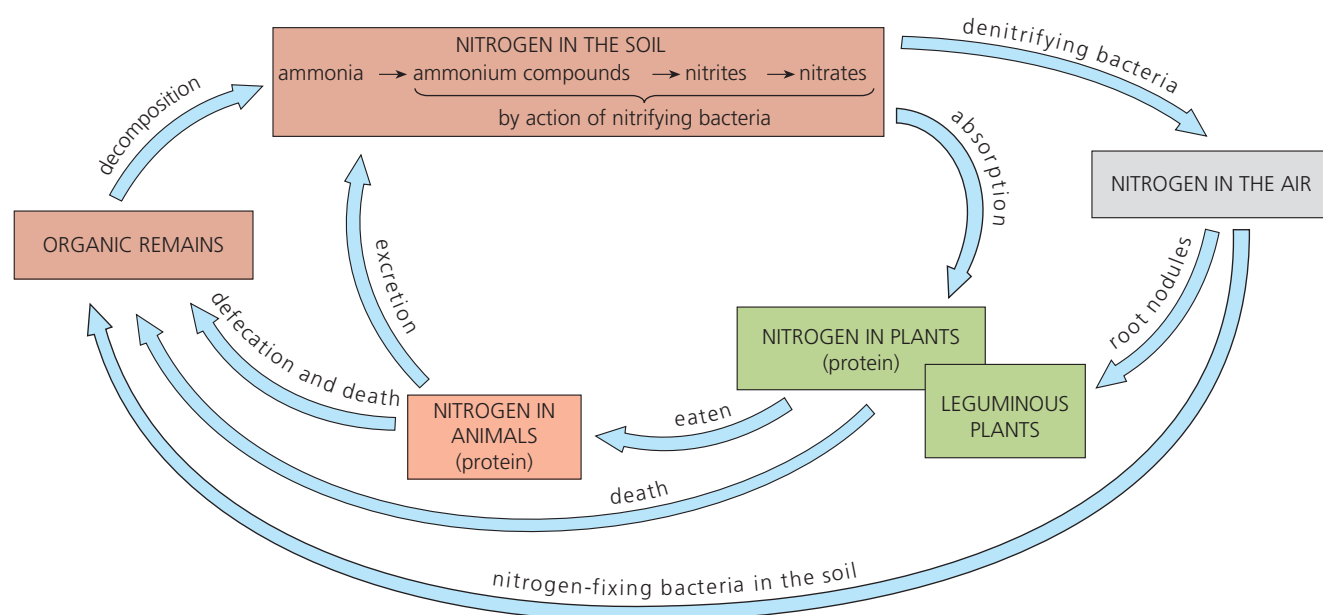 NITROGEN IN THE SOIL
ammonia → ammonium compounds → nitrites → nitrates
by action of nitrifying bacteria
denitrifying bacteria
decomposition
absorption
NITROGEN IN THE AIR
ORGANIC REMAINS
excretion
root nodules
defecation and death
NITROGEN IN PLANTS
(protein)
LEGUMINOUS
PLANTS
NITROGEN IN
ANIMALS
(protein)
eaten
death
nitrogen-fixing bacteria in the soil